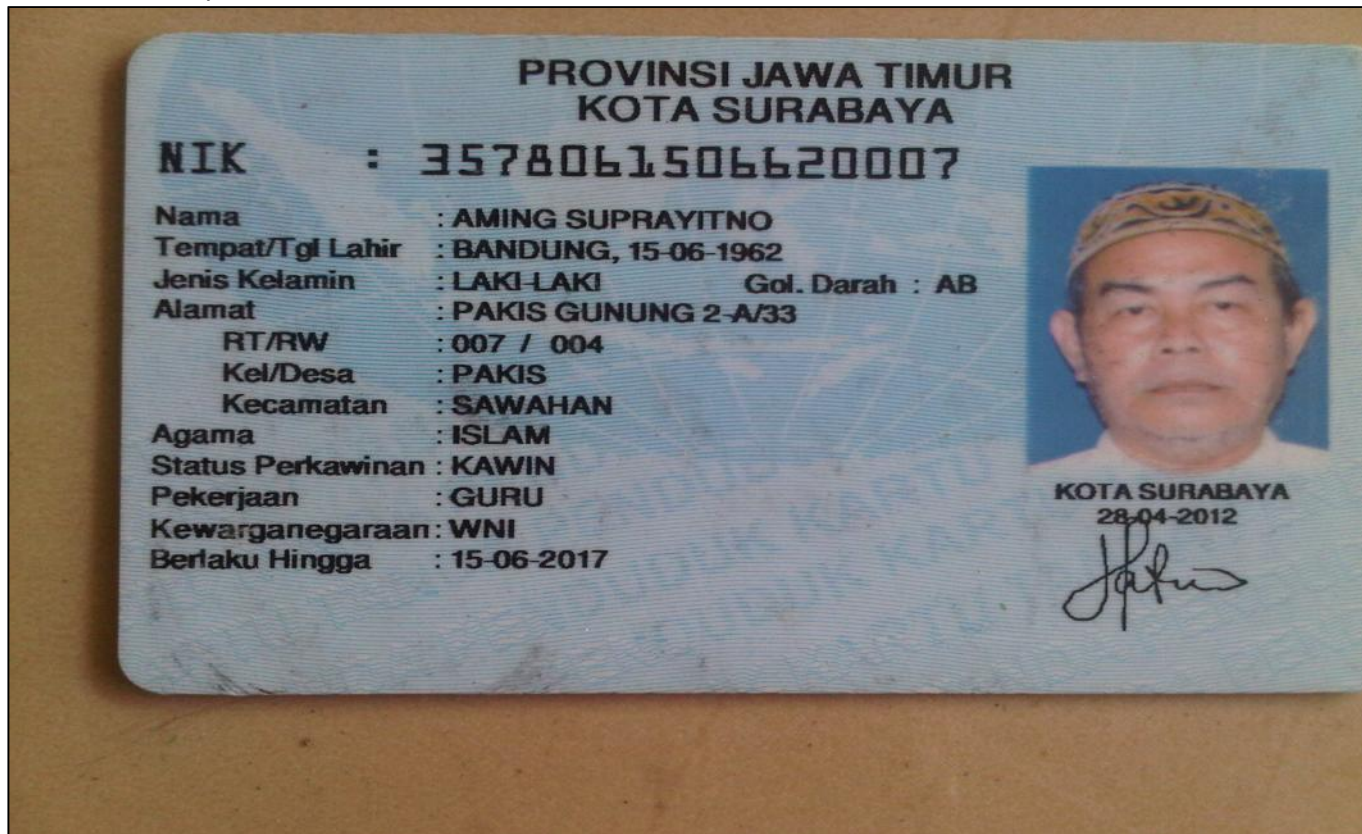 PROVINSI JAWA TIMUR
KOTA SURABAYA
NIK : 3578061506620007
Nama : AMING SUPRAYITNO
Tempat/Tgl Lahir : BANDUNG, 15-06-1962
Jenis Kelamin : LAKI-LAKI Gol. Darah : AB
Alamat : PAKIS GUNUNG 2-A/33
RT/RW : 007 / 004
Kel/Desa : PAKIS
Kecamatan : SAWAHAN
Agama : ISLAM
Status Perkawinan : KAWIN
Pekerjaan : GURU
Kewarganegaraan : WNI
Berlaku Hingga : 15-06-2017
KOTA SURABAYA
28-04-2012